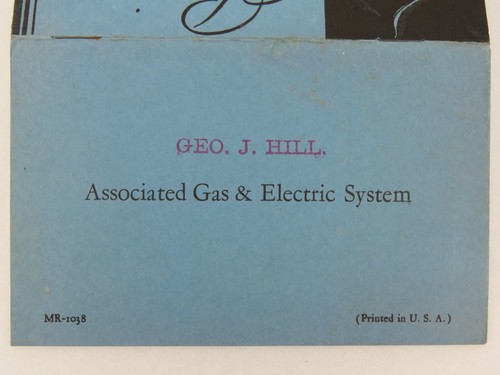 GEO. J. HILL.
Associated Gas & Electric System
MR-1038
(Printed in U. S. A.)